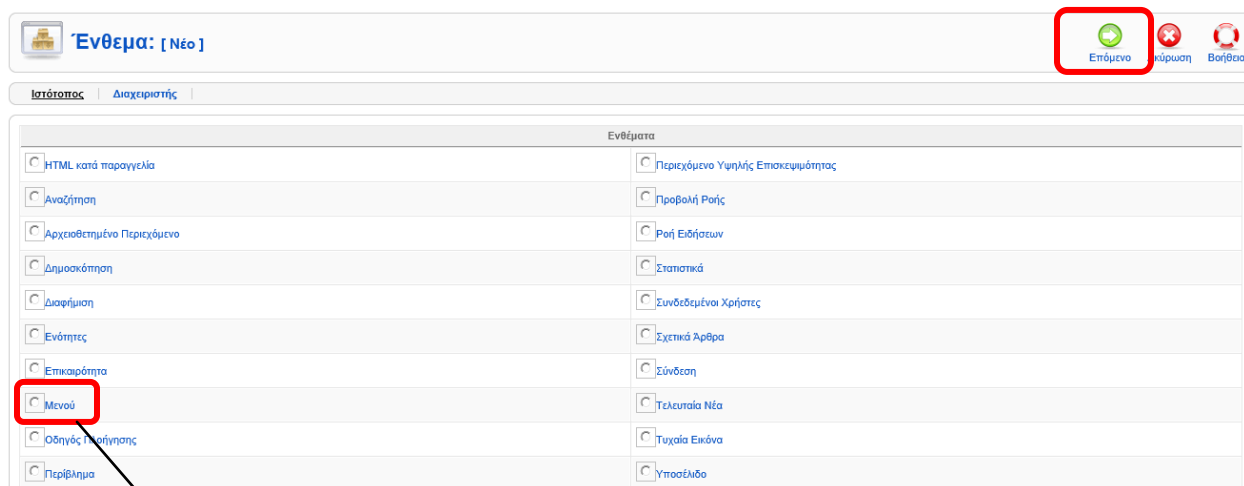 Ένθεμα: [ Νέο ]
Επόμενο Ακύρωση Βοήθεια
Ιστότοπος Διαχειριστής
Ενθέματα
HTML κατά παραγγελία Περιεχόμενο Υψηλής Επισκεψιμότητας
Αναζήτηση Προβολή Ροής
Αρχειοθετημένο Περιεχόμενο Ροή Ειδήσεων
Δημοσκόπηση Στατιστικά
Διαφήμιση Συνδεδεμένοι Χρήστες
Ενότητες Σχετικά Άρθρα
Επικαιρότητα Σύνδεση
Μενού Τελευταία Νέα
Οδηγός Πλοήγησης Τυχαία Εικόνα
Περίβλημα Υποσέλιδο